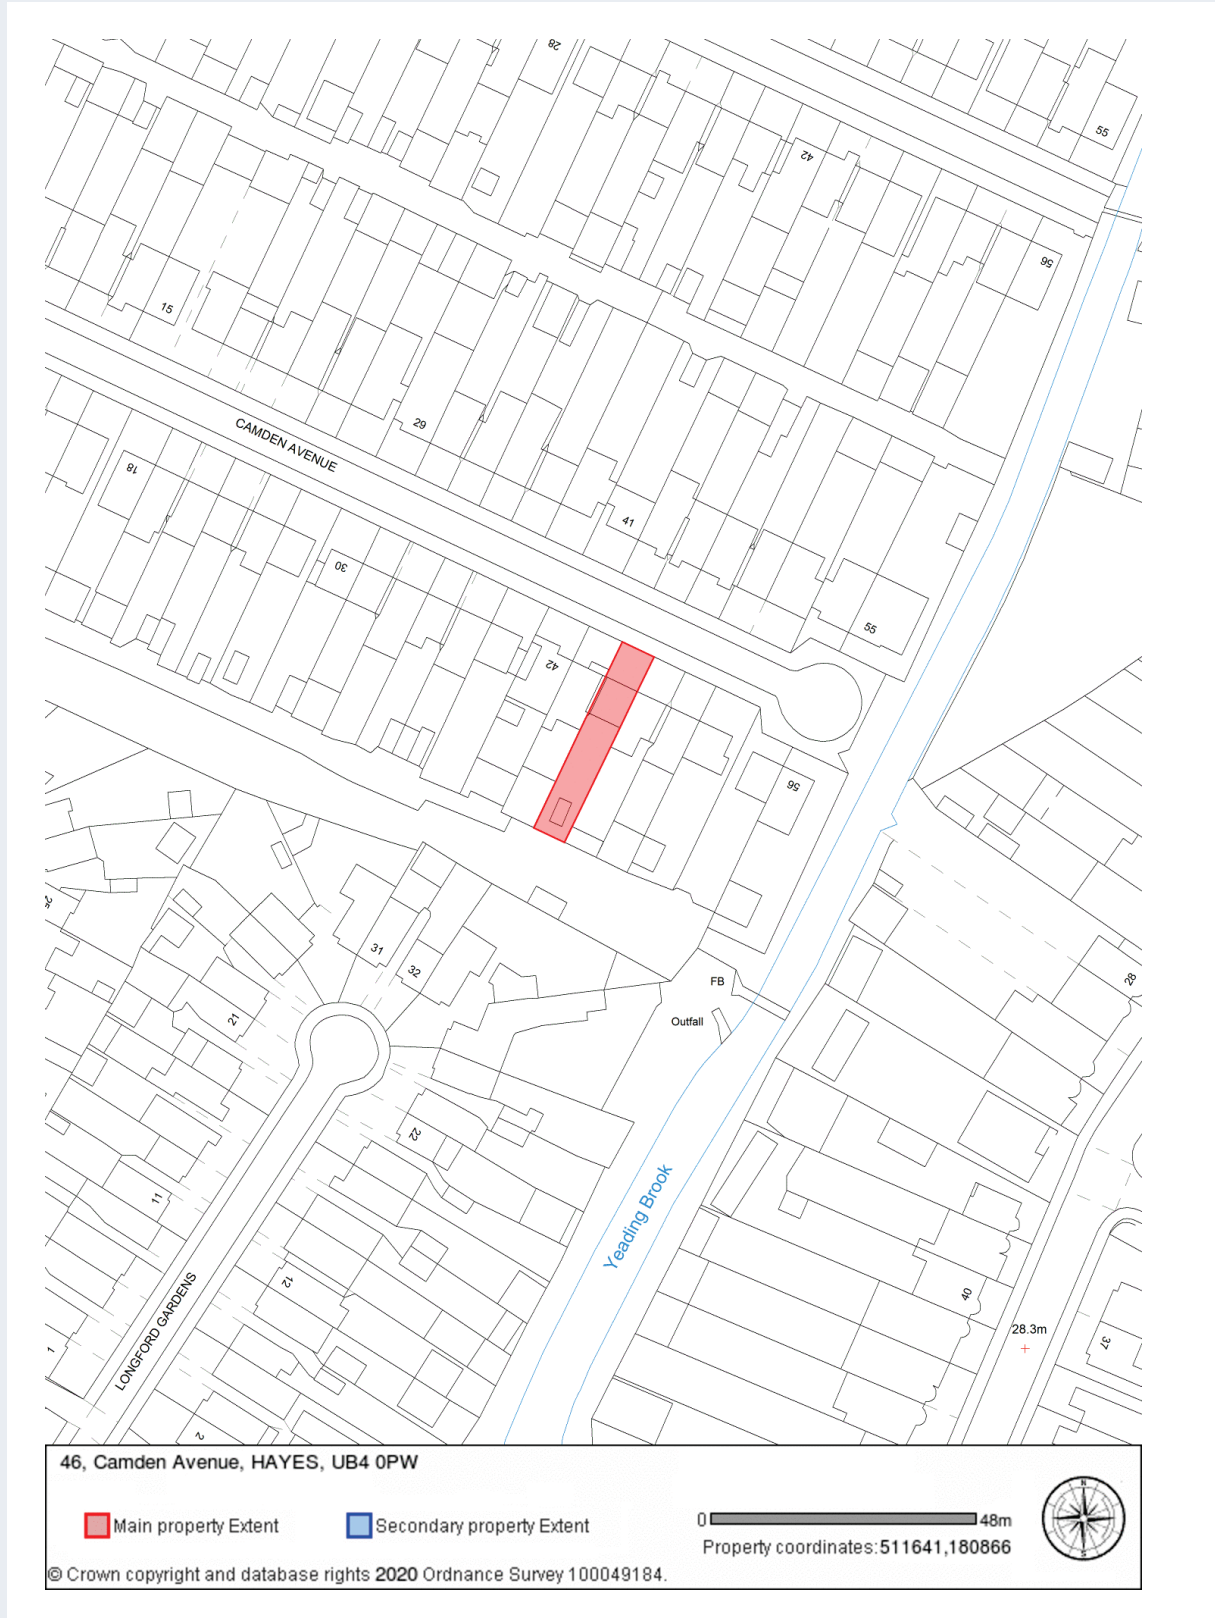 28
55
42
56
15
CAMDEN AVENUE
29
18
41
30
55
42
56
25
31
32
FB
28
21
Outfall
22
Yeading Brook
11
12
40
LONGFORD GARDENS
28.3m
37
1
2
46, Camden Avenue, HAYES, UB4 0PW
Main property Extent
Secondary property Extent
0
48m
Property coordinates: 511641,180866
N
S
© Crown copyright and database rights 2020 Ordnance Survey 100049184.